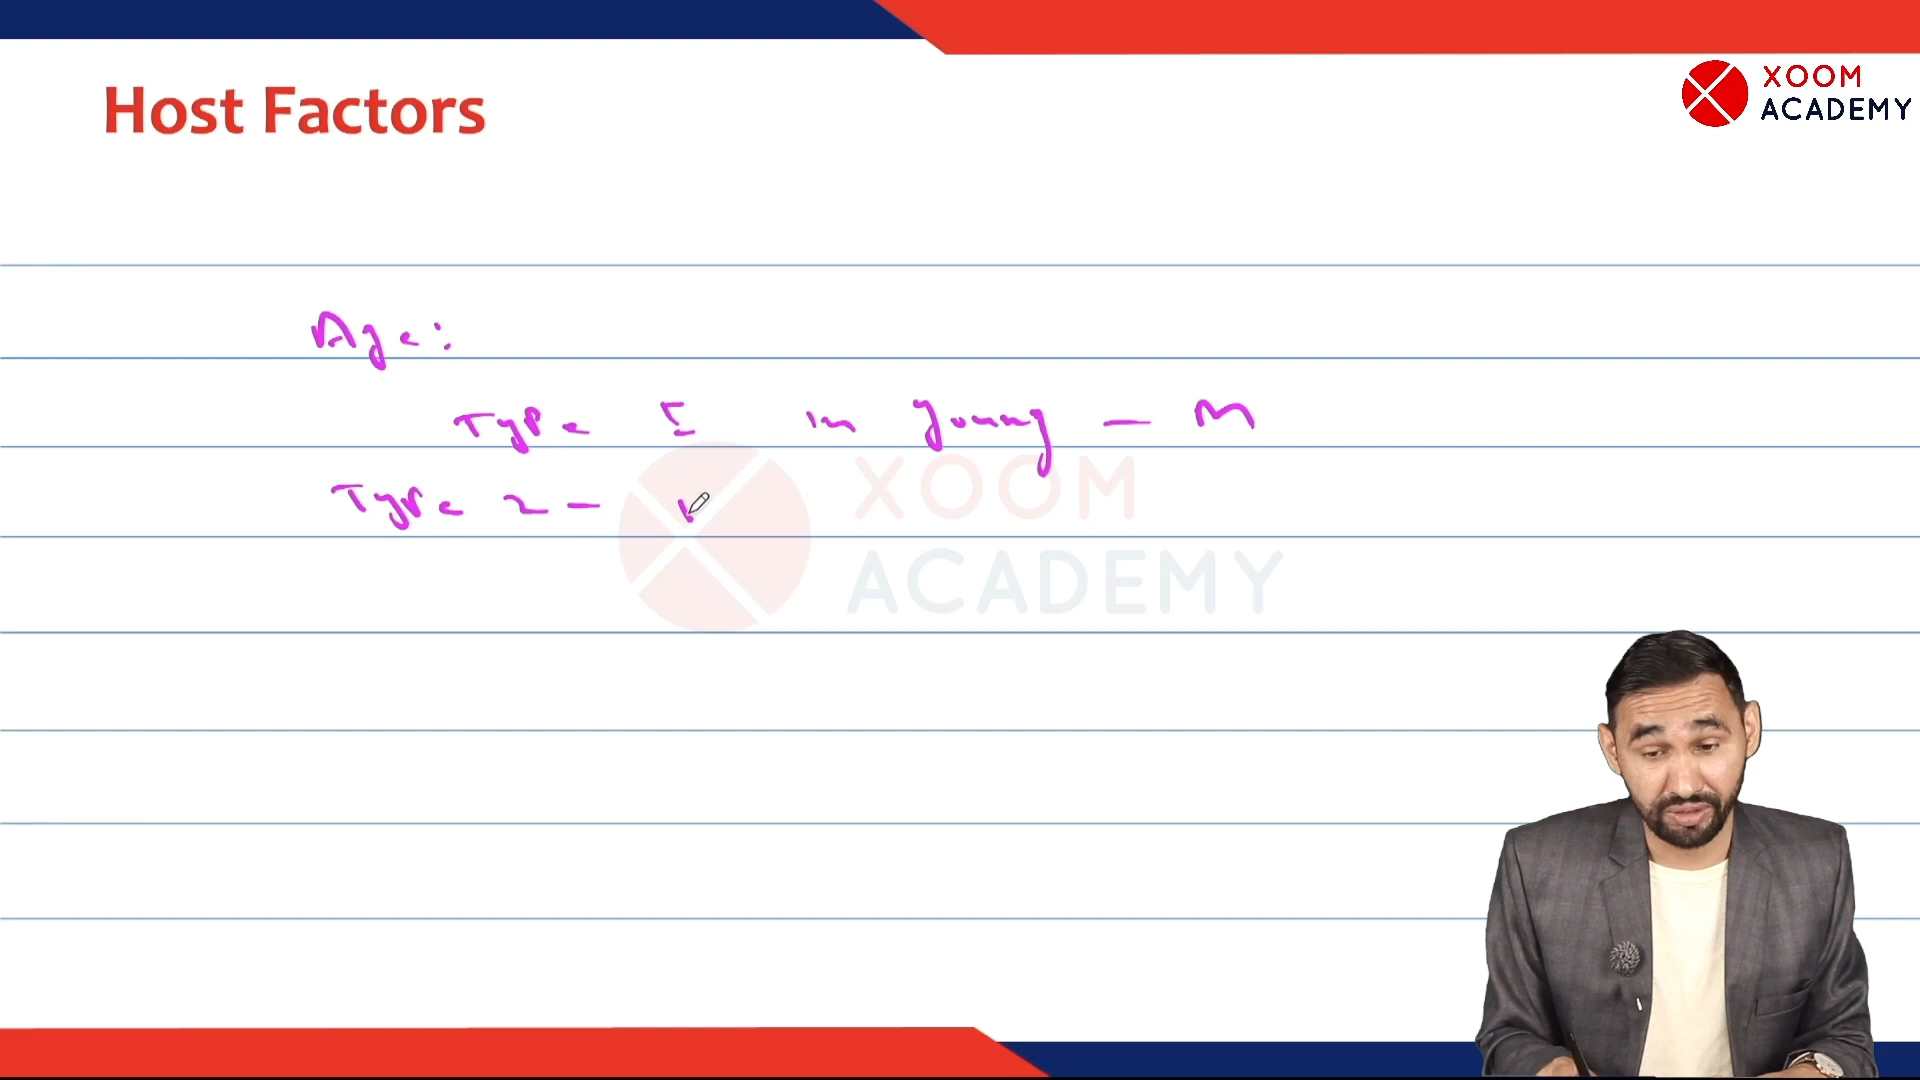 Host Factors
XOOM
ACADEMY
Age:
Type I in young — M
Type 2 –
XOOM
ACADEMY